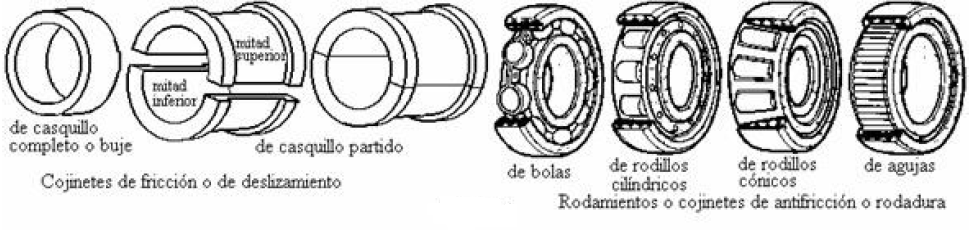 mitad
superior
mitad
inferior
de casquillo
completo o buje
de casquillo partido
Cojinetes de fricción o de deslizamiento
de bolas
de rodillos
cilíndricos
de rodillos
cónicos
de agujas
Rodamientos o cojinetes de antifricción o rodadura